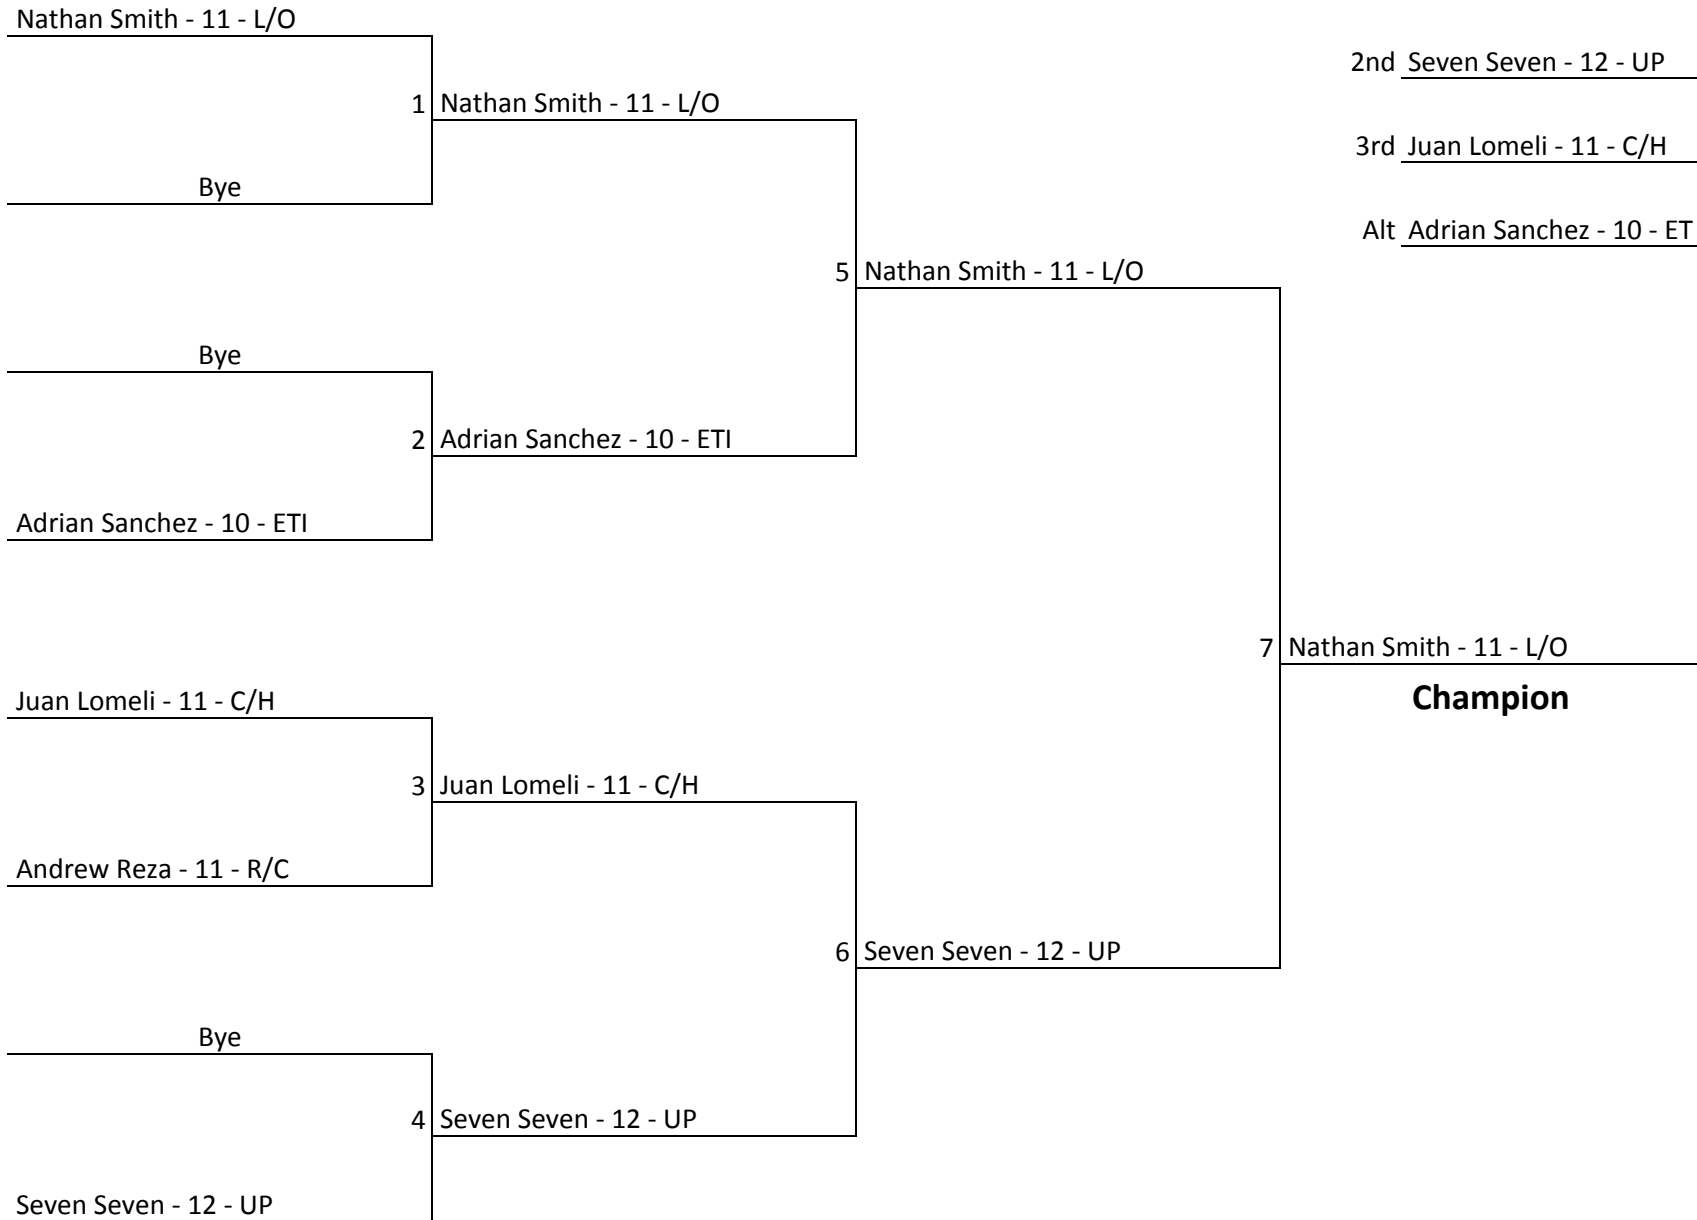 Nathan Smith - 11 - L/O
2nd Seven Seven - 12 - UP
1 Nathan Smith - 11 - L/O
3rd Juan Lomeli - 11 - C/H
Bye
Alt Adrian Sanchez - 10 - ET
5 Nathan Smith - 11 - L/O
Bye
2 Adrian Sanchez - 10 - ETI
Adrian Sanchez - 10 - ETI
7 Nathan Smith - 11 - L/O
Juan Lomeli - 11 - C/H
Champion
3 Juan Lomeli - 11 - C/H
Andrew Reza - 11 - R/C
6 Seven Seven - 12 - UP
Bye
4 Seven Seven - 12 - UP
Seven Seven - 12 - UP